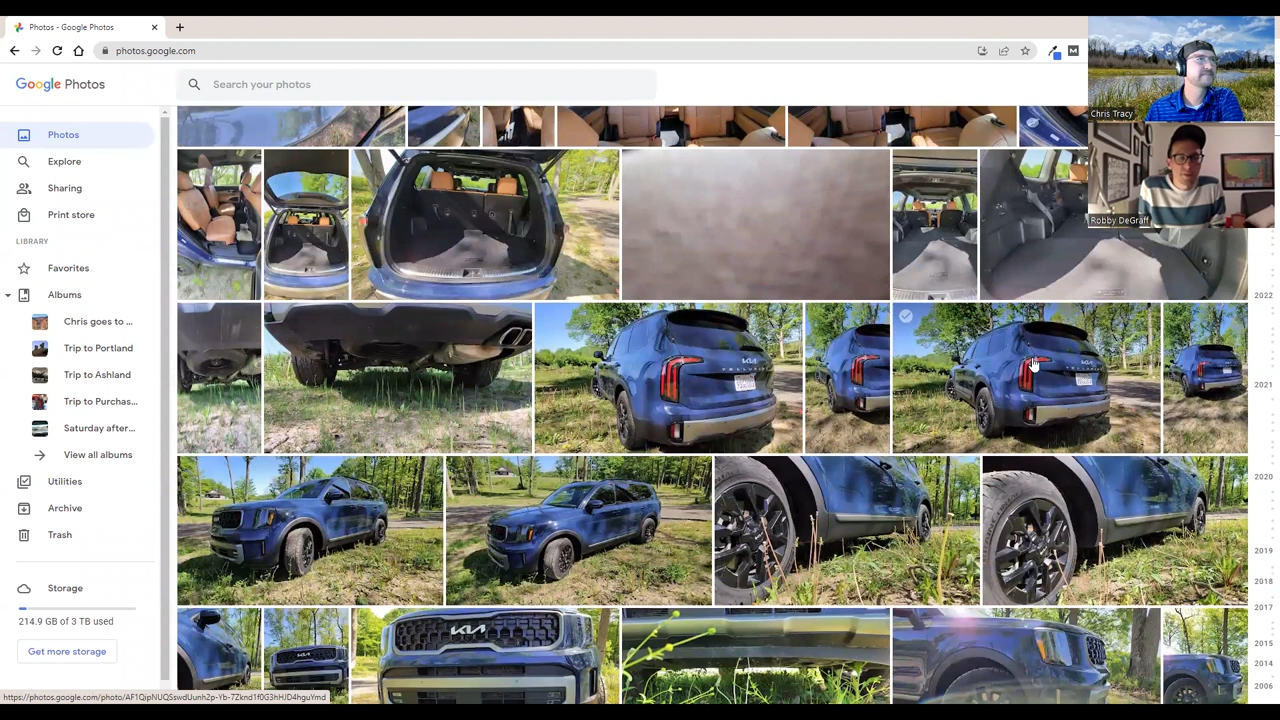 Photos - Google Photos
photos.google.com
Google Photos
Search your photos
Photos
Explore
Sharing
Print store
LIBRARY
Favorites
Albums
Chris goes to ...
Trip to Portland
Trip to Ashland
Trip to Purchas...
Saturday after...
View all albums
Utilities
Archive
Trash
Storage
214.9 GB of 3 TB used
Get more storage
Chris Tracy
Robby DeGraff
2022
2021
2020
2019
2018
2017
2015
2014
2006
KIA
TELLURIDE
KIA
KIA